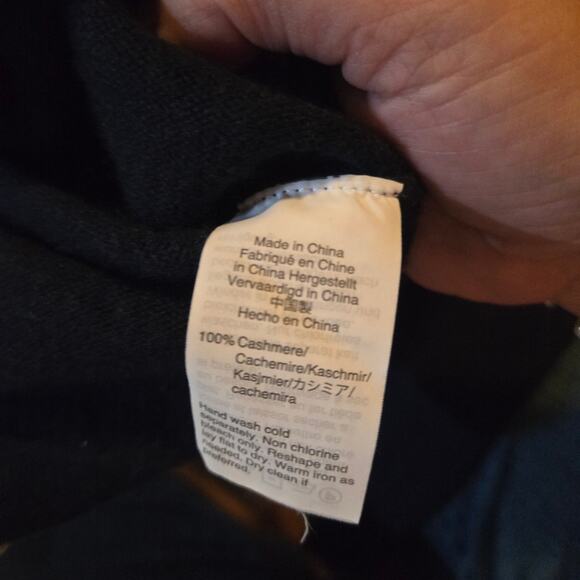 Made in China
Fabriqué en Chine
in China Hergestellt
Vervaardigd in China
中国製
Hecho en China
100% Cashmere/
Cachemire/Kaschmir/
Kasjmier/カシミア/
cachemira
Hand wash cold
separately. Non chlorine
bleach only. Reshape and
lay flat to dry. Warm iron as
needed. Dry clean if
preferred.